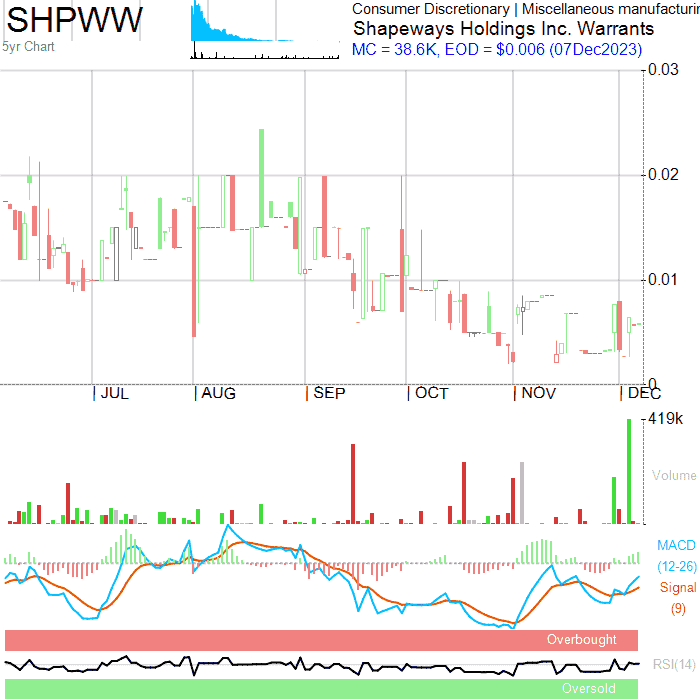 SHPWW
5yr Chart
Consumer Discretionary | Miscellaneous manufacturin
Shapeways Holdings Inc. Warrants
MC = 38.6K, EOD = $0.006 (07Dec2023)
0.03
0.02
0.01
0
JUL AUG SEP OCT NOV DEC
419k
Volume
MACD
(12-26)
Signal
(9)
Overbought
RSI(14)
Oversold